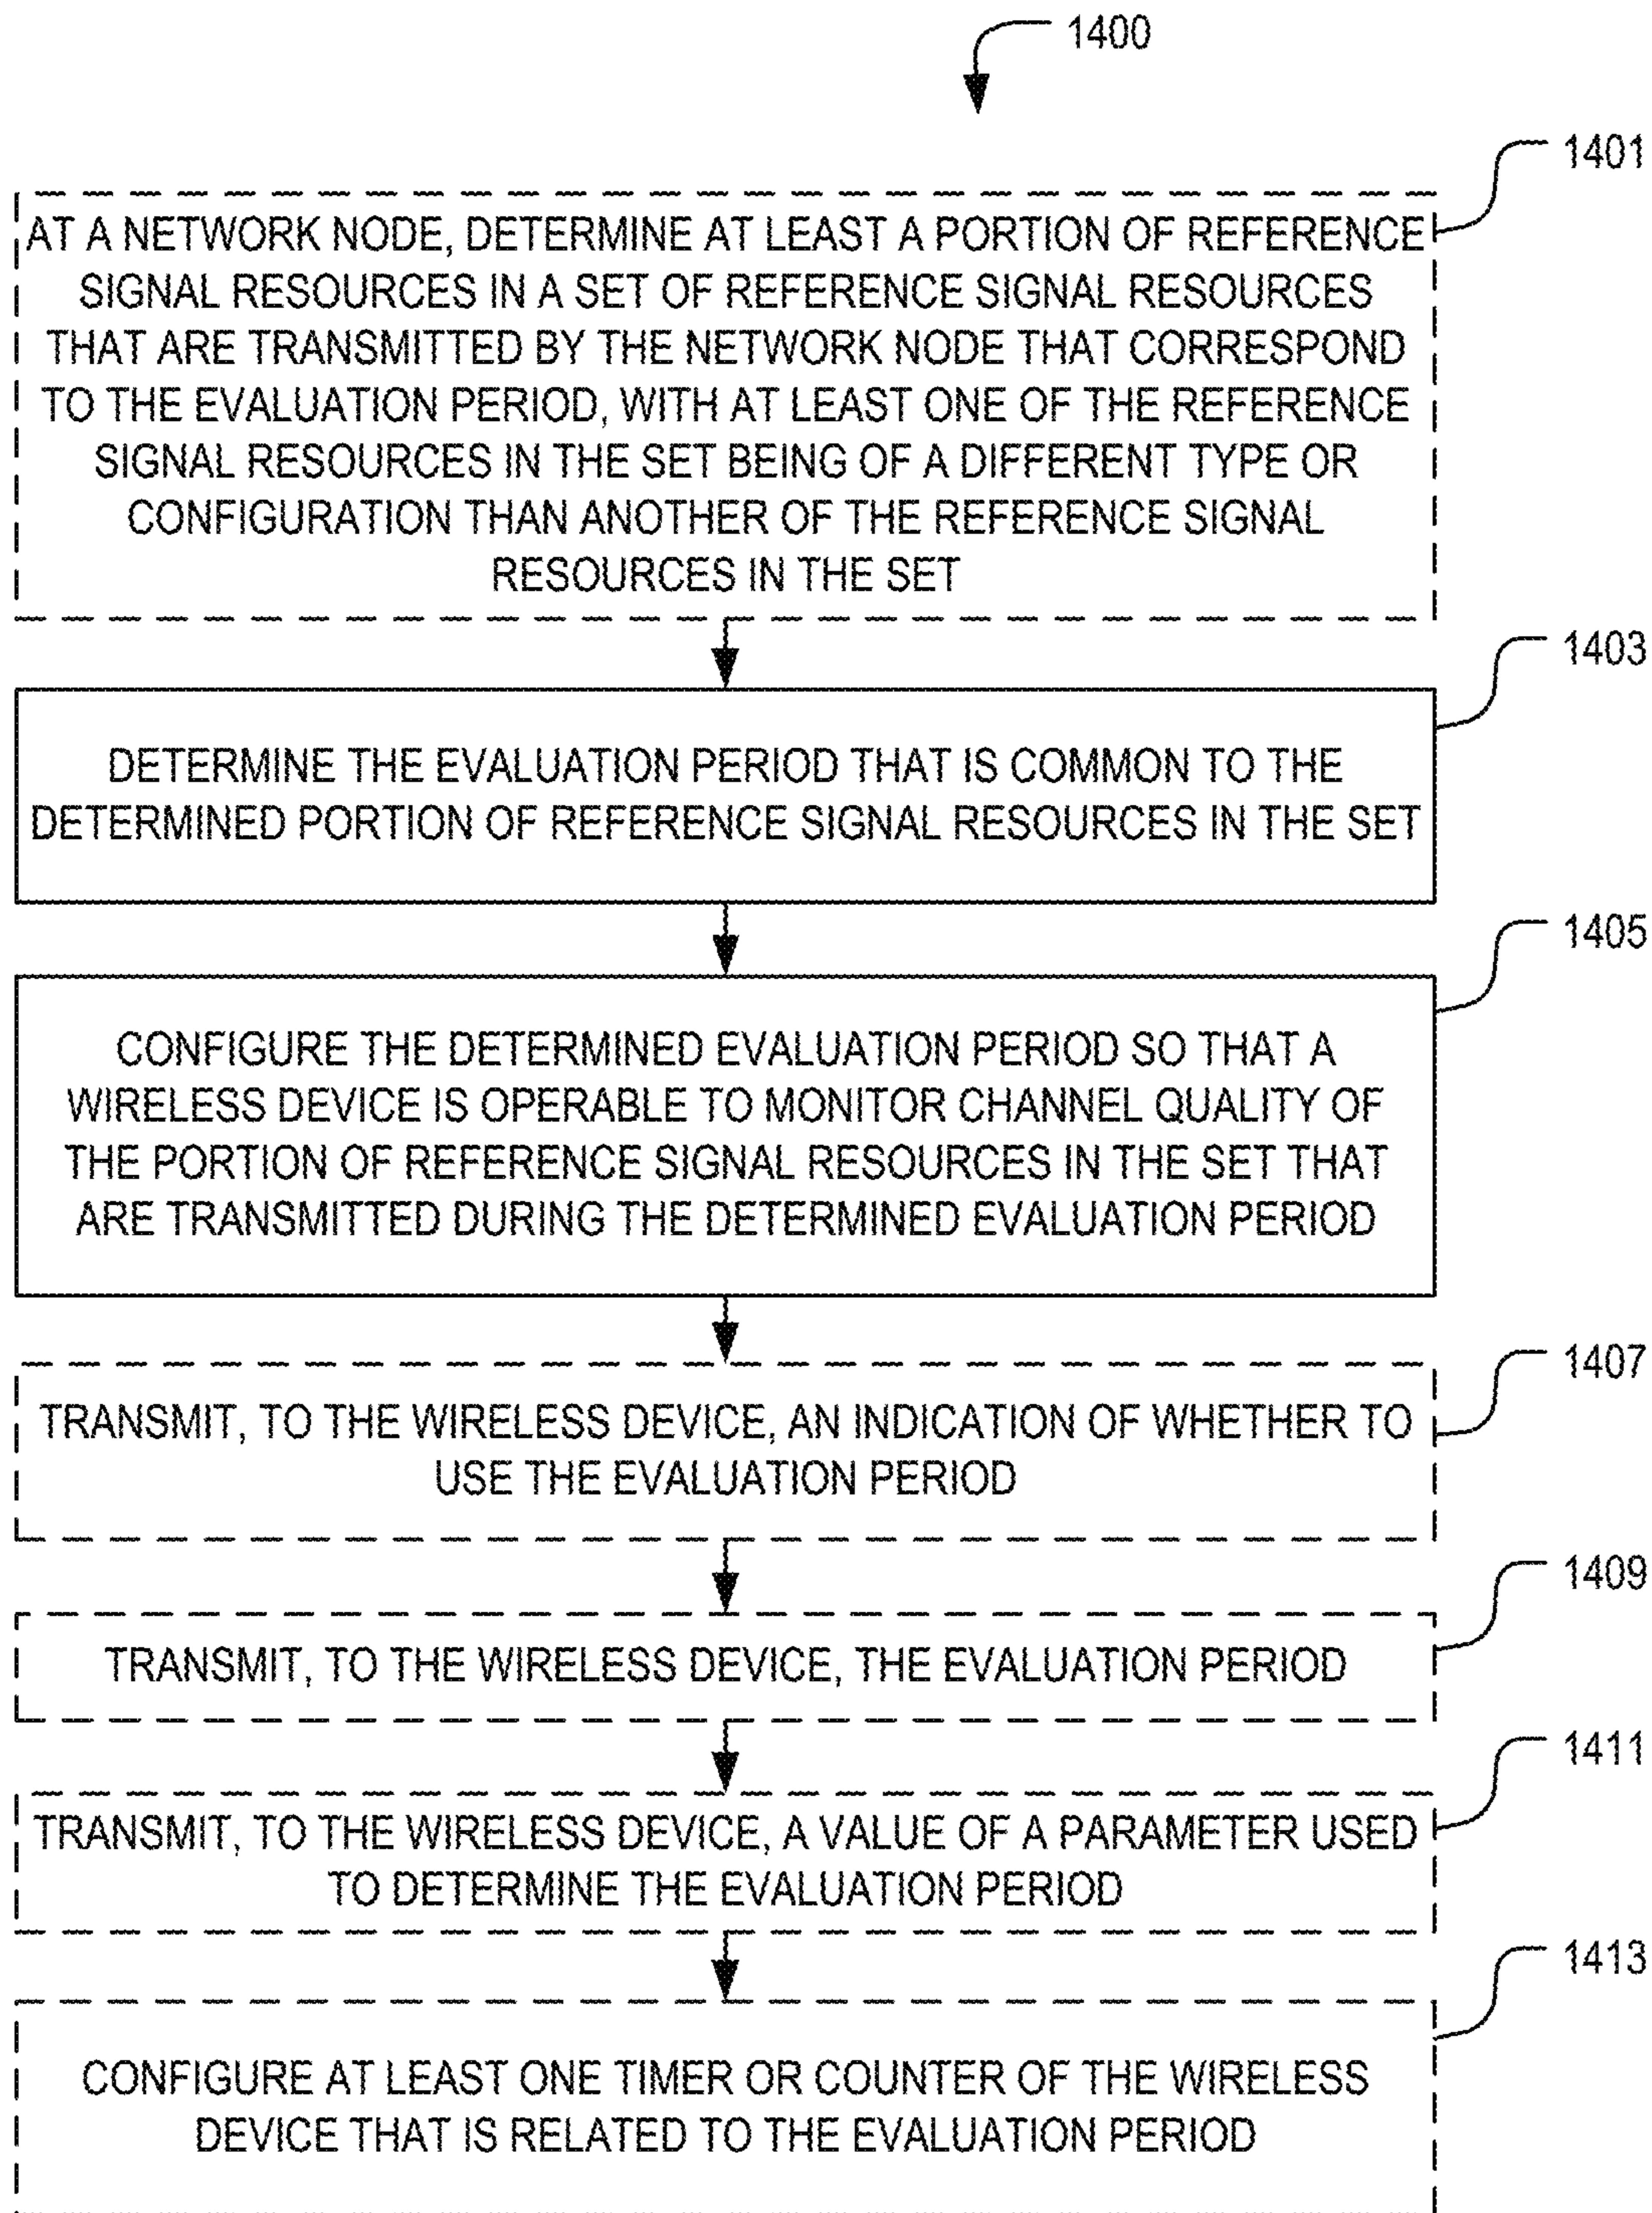 1400
1401
AT A NETWORK NODE, DETERMINE AT LEAST A PORTION OF REFERENCE
SIGNAL RESOURCES IN A SET OF REFERENCE SIGNAL RESOURCES
THAT ARE TRANSMITTED BY THE NETWORK NODE THAT CORRESPOND
TO THE EVALUATION PERIOD, WITH AT LEAST ONE OF THE REFERENCE
SIGNAL RESOURCES IN THE SET BEING OF A DIFFERENT TYPE OR
CONFIGURATION THAN ANOTHER OF THE REFERENCE SIGNAL
RESOURCES IN THE SET
1403
DETERMINE THE EVALUATION PERIOD THAT IS COMMON TO THE
DETERMINED PORTION OF REFERENCE SIGNAL RESOURCES IN THE SET
1405
CONFIGURE THE DETERMINED EVALUATION PERIOD SO THAT A
WIRELESS DEVICE IS OPERABLE TO MONITOR CHANNEL QUALITY OF
THE PORTION OF REFERENCE SIGNAL RESOURCES IN THE SET THAT
ARE TRANSMITTED DURING THE DETERMINED EVALUATION PERIOD
1407
TRANSMIT, TO THE WIRELESS DEVICE, AN INDICATION OF WHETHER TO
USE THE EVALUATION PERIOD
1409
TRANSMIT, TO THE WIRELESS DEVICE, THE EVALUATION PERIOD
1411
TRANSMIT, TO THE WIRELESS DEVICE, A VALUE OF A PARAMETER USED
TO DETERMINE THE EVALUATION PERIOD
1413
CONFIGURE AT LEAST ONE TIMER OR COUNTER OF THE WIRELESS
DEVICE THAT IS RELATED TO THE EVALUATION PERIOD